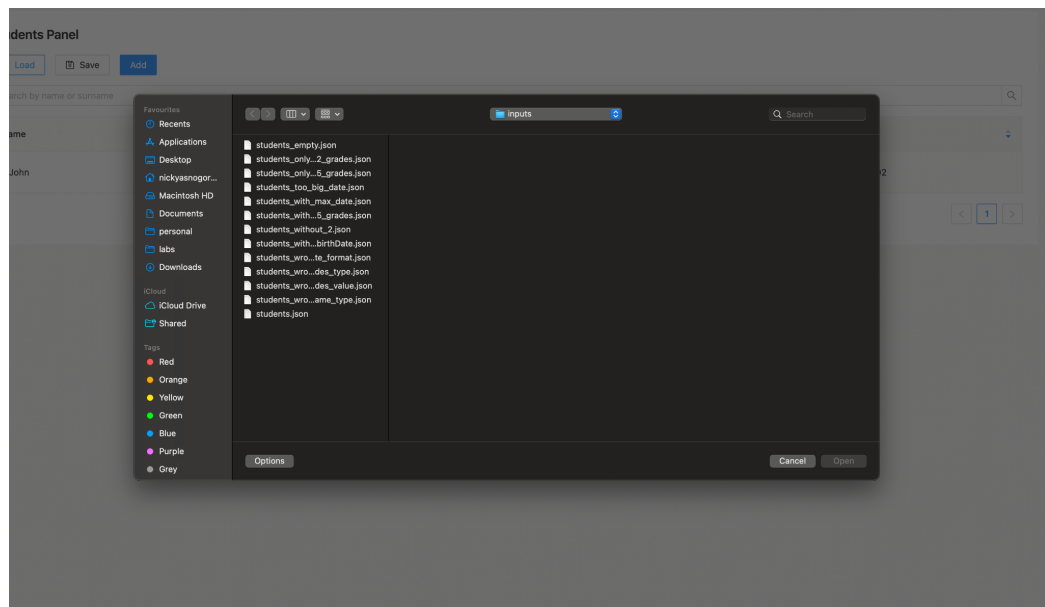 idents Panel
Load
Save
Add
arch by name or surname
ame
John
02
1
Favourites
Recents
Applications
Desktop
nickyasnogor...
Macintosh HD
Documents
personal
labs
Downloads
iCloud
iCloud Drive
Shared
Tags
Red
Orange
Yellow
Green
Blue
Purple
Grey
inputs
Search
students_empty.json
students_only...2_grades.json
students_only...5_grades.json
students_too_big_date.json
students_with_max_date.json
students_with...5_grades.json
students_without_2.json
students_with...birthDate.json
students_wro...te_format.json
students_wro...des_type.json
students_wro...des_value.json
students_wro...ame_type.json
students.json
Options
Cancel
Open